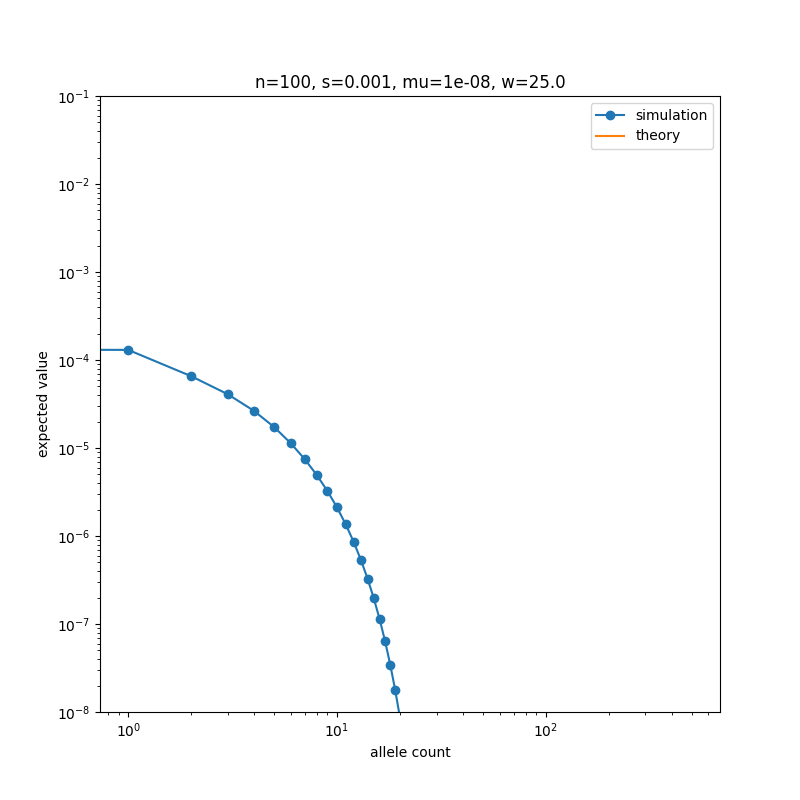 n=100, s=0.001, mu=1e-08, w=25.0
simulation
theory
10⁻¹
10⁻²
10⁻³
10⁻⁴
10⁻⁵
10⁻⁶
10⁻⁷
10⁻⁸
expected value
10⁰
10¹
10²
allele count